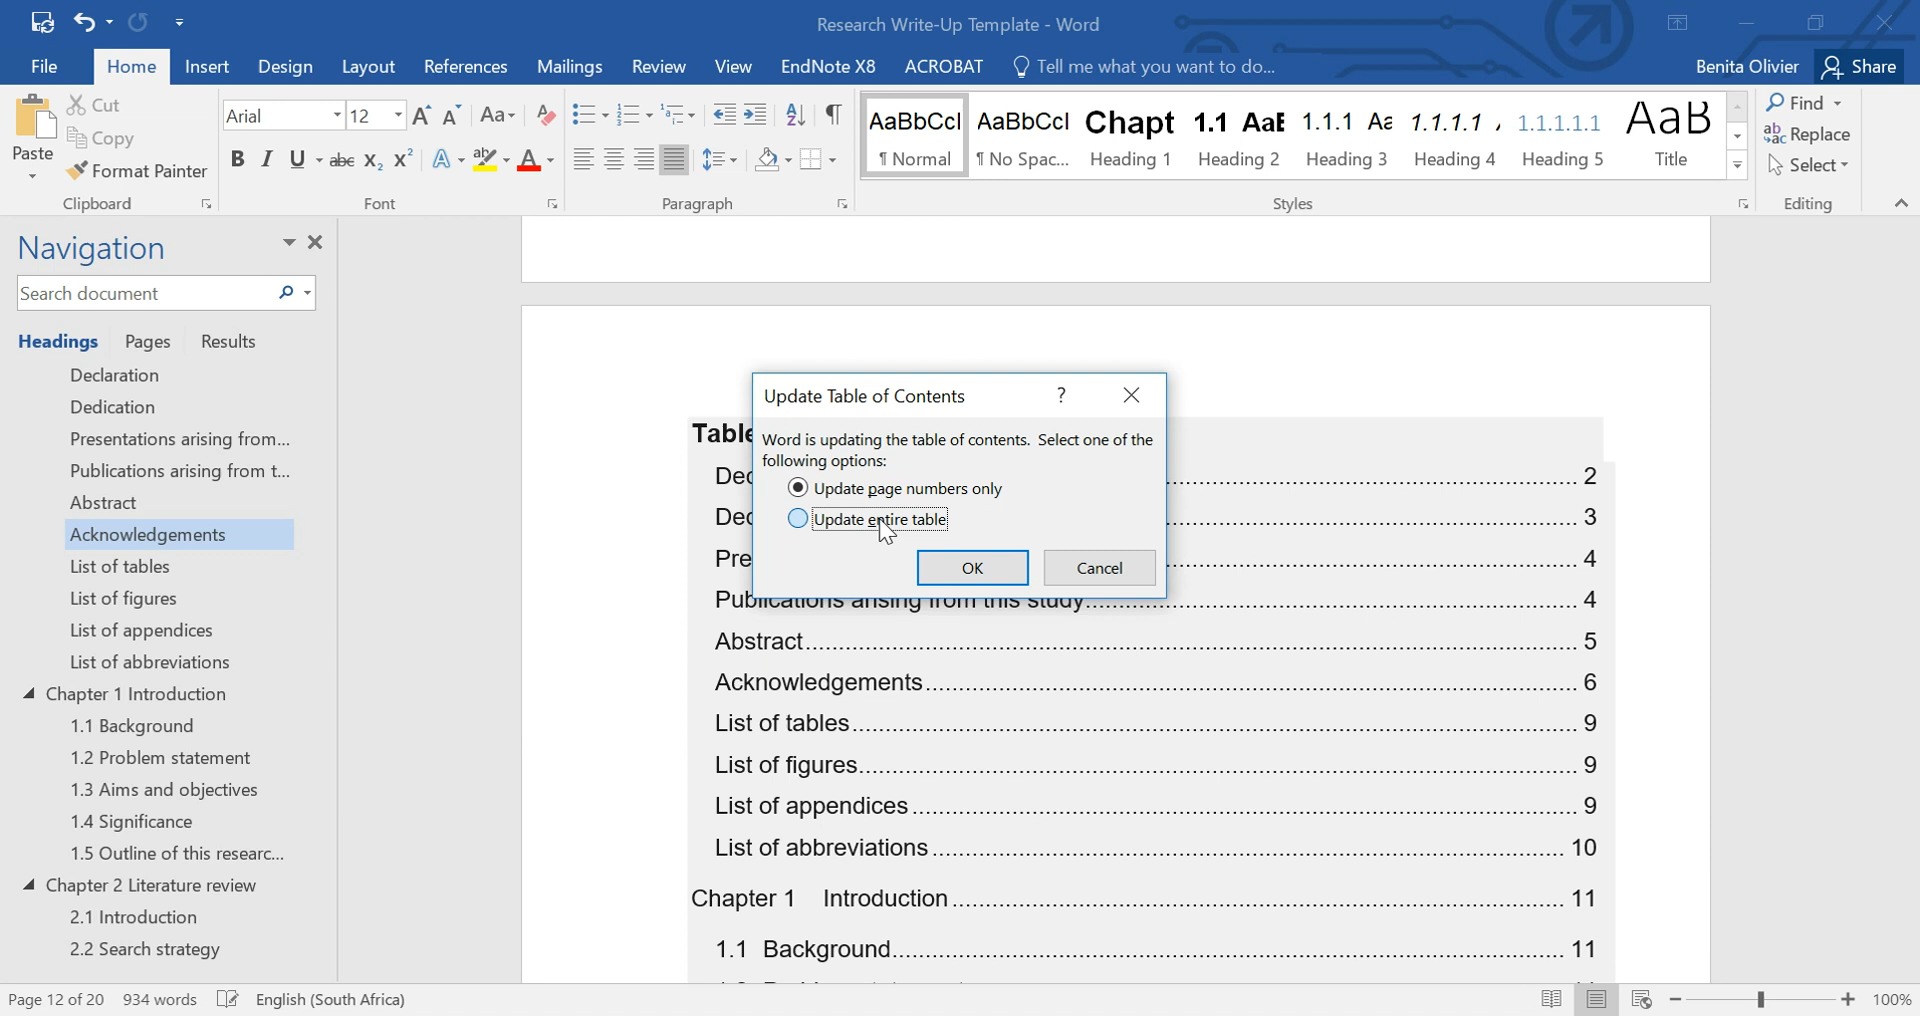 Research Write-Up Template - Word
File Home Insert Design Layout References Mailings Review View EndNote X8 ACROBAT Tell me what you want to do... Benita Olivier Share
Paste
Cut
Copy
Format Painter
Clipboard
Arial 12
Font
Paragraph
AaBbCcI AaBbCcI Chapt 1.1 AaE 1.1.1 Aa 1.1.1.1 1.1.1.1.1 AaB
¶ Normal ¶ No Spac... Heading 1 Heading 2 Heading 3 Heading 4 Heading 5 Title
Styles
Find
Replace
Select
Editing
Navigation
Search document
Headings Pages Results
Declaration
Dedication
Presentations arising from...
Publications arising from t...
Abstract
Acknowledgements
List of tables
List of figures
List of appendices
List of abbreviations
Chapter 1 Introduction
1.1 Background
1.2 Problem statement
1.3 Aims and objectives
1.4 Significance
1.5 Outline of this researc...
Chapter 2 Literature review
2.1 Introduction
2.2 Search strategy
Update Table of Contents
Word is updating the table of contents. Select one of the
following options:
Update page numbers only
Update entire table
OK Cancel
Table
Dec 2
Dec 3
Pre 4
Publications arising from this study 4
Abstract 5
Acknowledgements 6
List of tables 9
List of figures 9
List of appendices 9
List of abbreviations 10
Chapter 1 Introduction 11
1.1 Background 11
Page 12 of 20 934 words English (South Africa) 100%